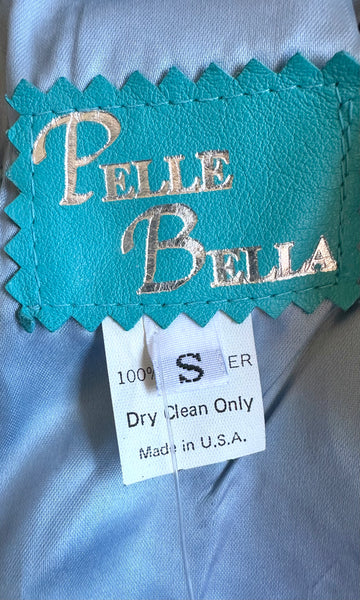 PELLE
BELLA
100% S ER
Dry Clean Only
Made in U.S.A.